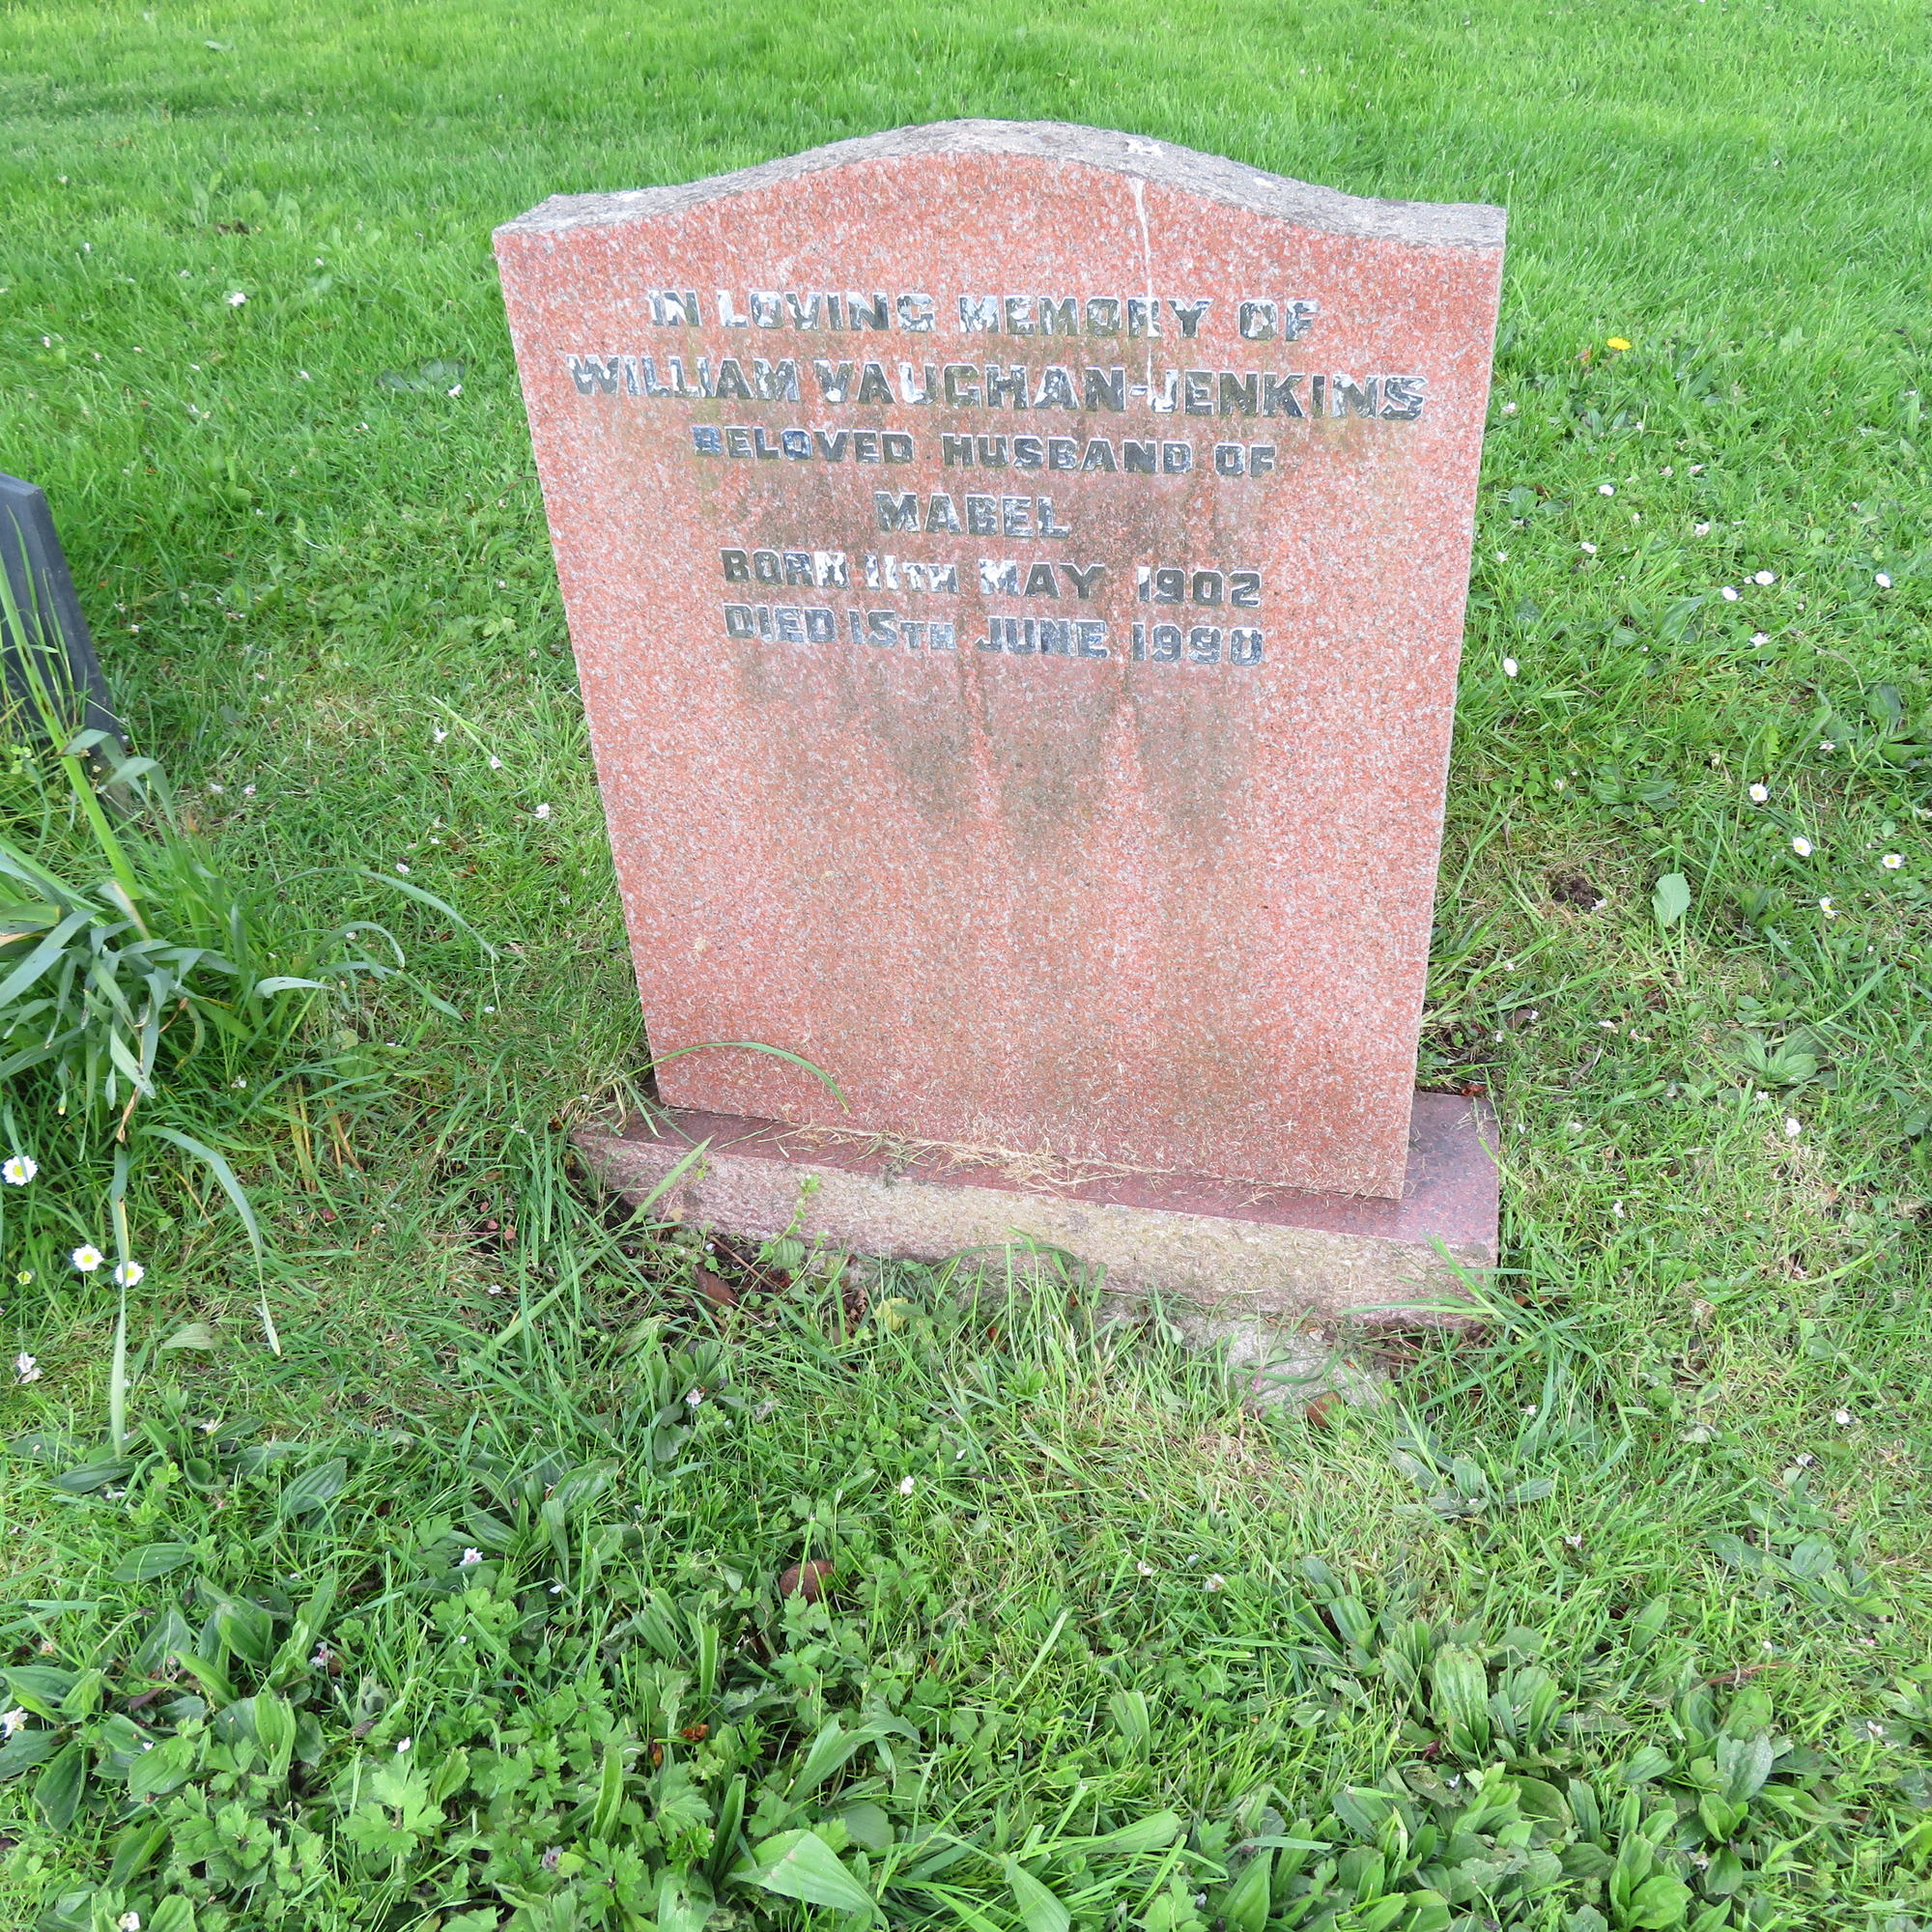 IN LOVING MEMORY OF
WILLIAM VAUGHAN-JENKINS
BELOVED HUSBAND OF
MABEL
BORN 11TH MAY 1902
DIED 15TH JUNE 1990